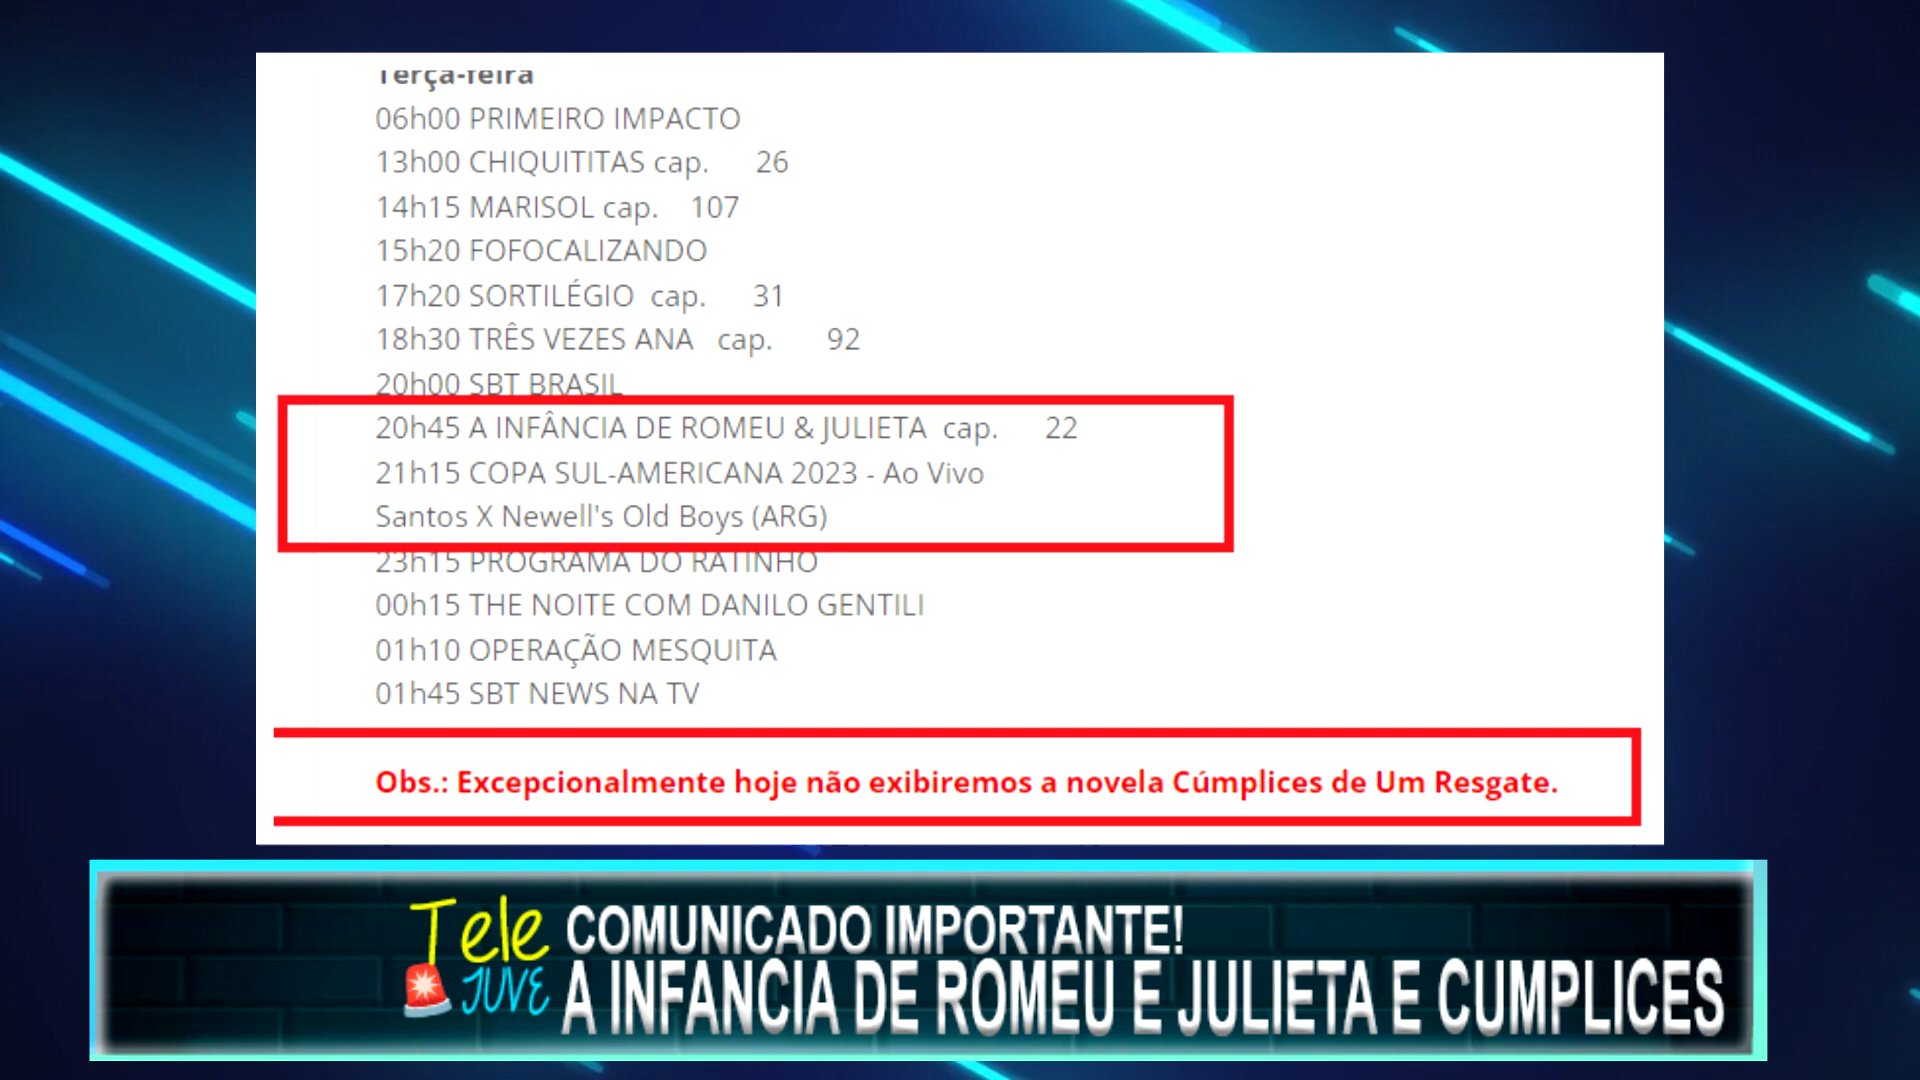 Terça-feira
06h00 PRIMEIRO IMPACTO
13h00 CHIQUITITAS cap. 26
14h15 MARISOL cap. 107
15h20 FOFOCALIZANDO
17h20 SORTILÉGIO cap. 31
18h30 TRÊS VEZES ANA cap. 92
20h00 SBT BRASIL
20h45 A INFÂNCIA DE ROMEU & JULIETA cap. 22
21h15 COPA SUL-AMERICANA 2023 - Ao Vivo
Santos X Newell's Old Boys (ARG)
23h15 PROGRAMA DO RATINHO
00h15 THE NOITE COM DANILO GENTILI
01h10 OPERAÇÃO MESQUITA
01h45 SBT NEWS NA TV
Obs.: Excepcionalmente hoje não exibiremos a novela Cúmplices de Um Resgate.
Tele
JUVE
COMUNICADO IMPORTANTE!
A INFANCIA DE ROMEU E JULIETA E CUMPLICES